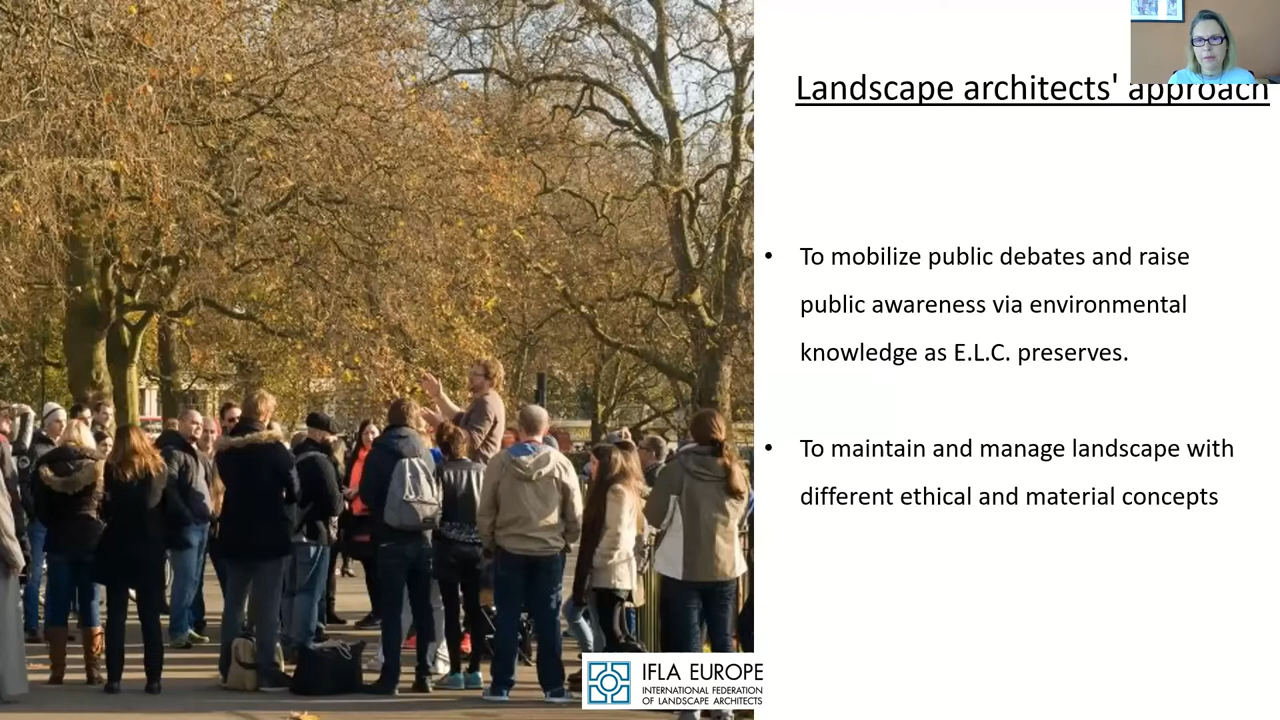 Landscape architects' approach
• To mobilize public debates and raise
public awareness via environmental
knowledge as E.L.C. preserves.
• To maintain and manage landscape with
different ethical and material concepts
IFLA EUROPE
INTERNATIONAL FEDERATION
OF LANDSCAPE ARCHITECTS